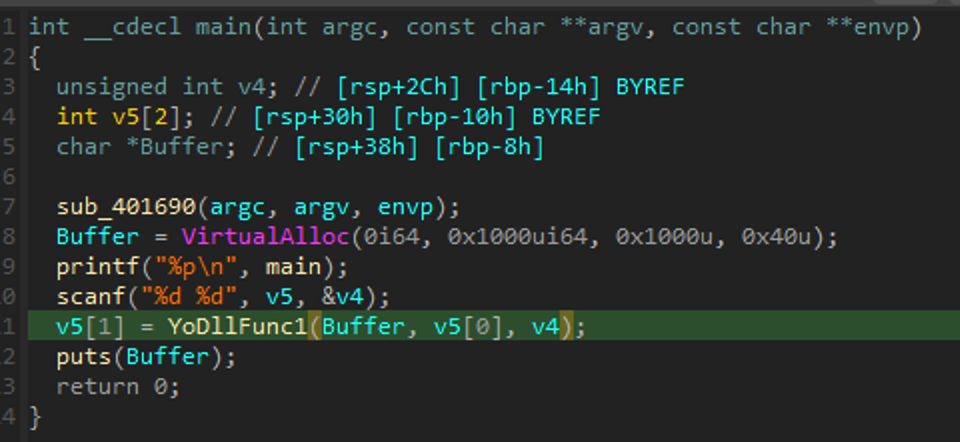 1 int __cdecl main(int argc, const char **argv, const char **envp)
2 {
3 unsigned int v4; // [rsp+2Ch] [rbp-14h] BYREF
4 int v5[2]; // [rsp+30h] [rbp-10h] BYREF
5 char *Buffer; // [rsp+38h] [rbp-8h]
6
7 sub_401690(argc, argv, envp);
8 Buffer = VirtualAlloc(0i64, 0x1000ui64, 0x1000u, 0x40u);
9 printf("%p\n", main);
0 scanf("%d %d", v5, &v4);
1 v5[1] = YoDllFunc1(Buffer, v5[0], v4);
2 puts(Buffer);
3 return 0;
4 }